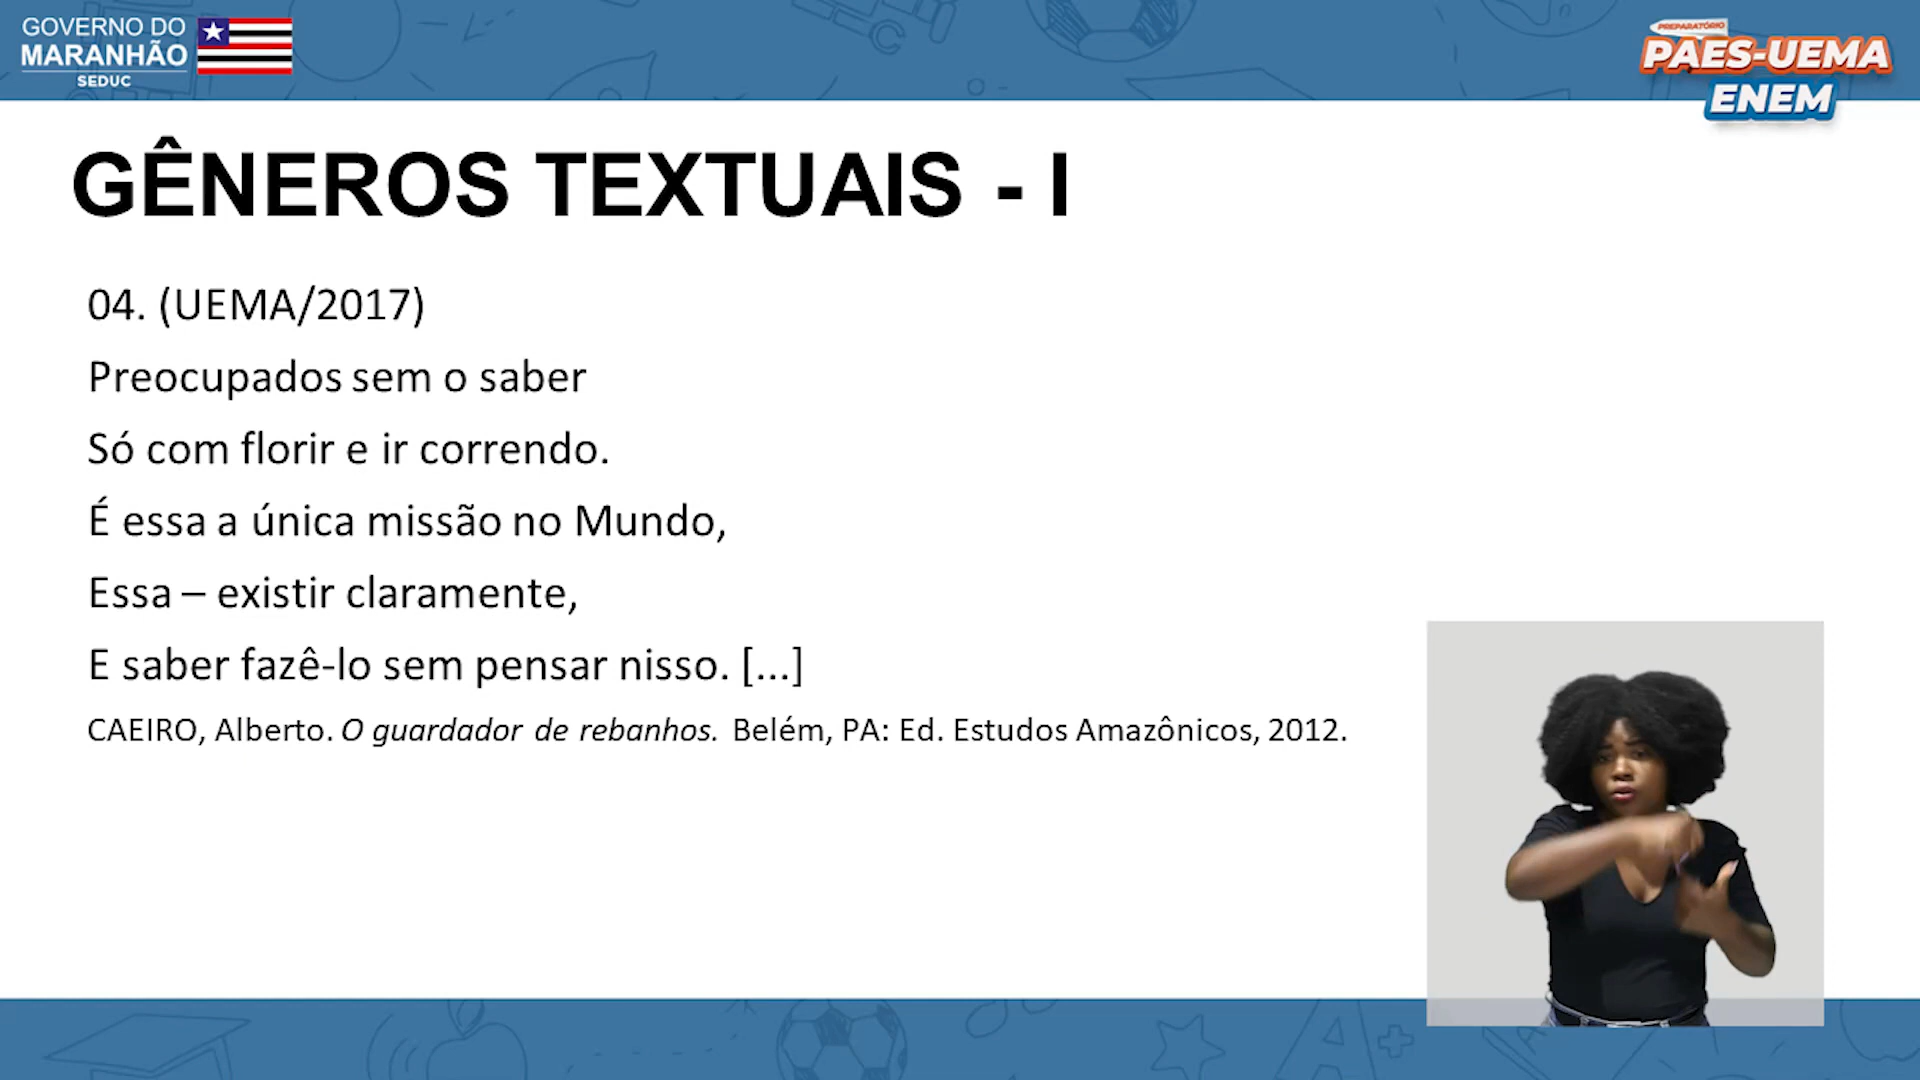 GOVERNO DO
MARANHÃO
SEDUC
PREPARATÓRIO
PAES-UEMA
ENEM
GÊNEROS TEXTUAIS - I
04. (UEMA/2017)
Preocupados sem o saber
Só com florir e ir correndo.
É essa a única missão no Mundo,
Essa – existir claramente,
E saber fazê-lo sem pensar nisso. [...]
CAEIRO, Alberto. O guardador de rebanhos. Belém, PA: Ed. Estudos Amazônicos, 2012.
A+